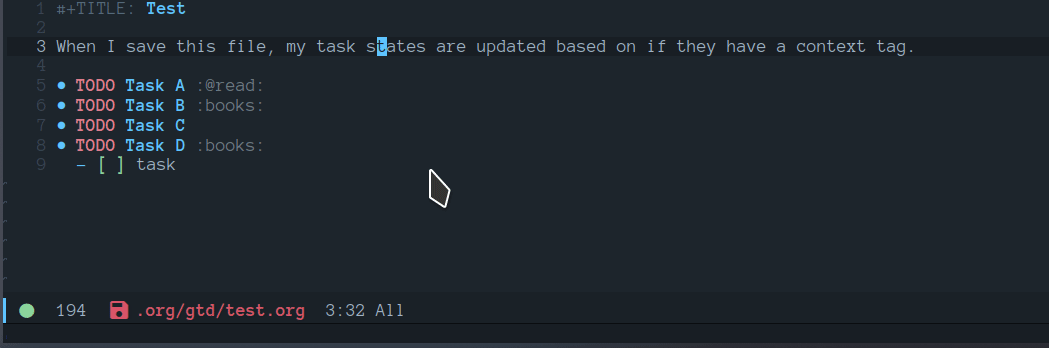 1 #+TITLE: Test
2
3 When I save this file, my task states are updated based on if they have a context tag.
4
5 • TODO Task A :@read:
6 • TODO Task B :books:
7 • TODO Task C
8 • TODO Task D :books:
9 - [ ] task
194 .org/gtd/test.org 3:32 All